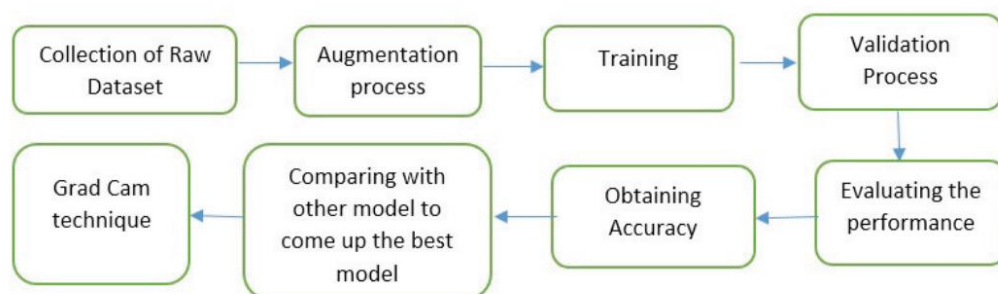 Collection of Raw
Dataset
Augmentation
process
Training
Validation
Process
Evaluating the
performance
Obtaining
Accuracy
Comparing with
other model to
come up the best
model
Grad Cam
technique